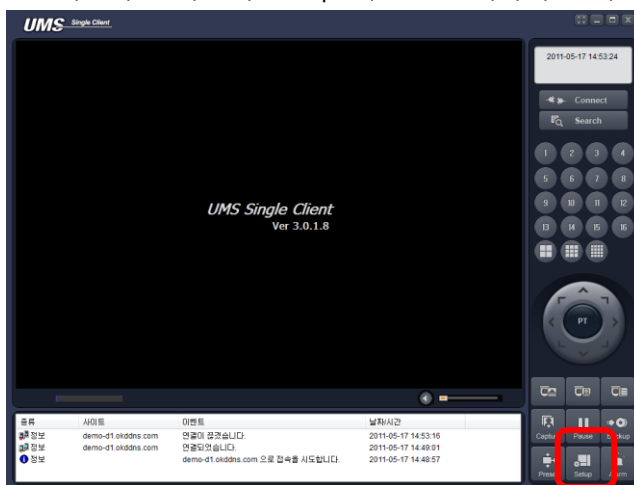 UMS Single Client
2011-05-17 14:53:24
Connect
Search
1 2 3 4
5 6 7 8
9 10 11 12
13 14 15 16
UMS Single Client
Ver 3.0.1.8
PT
Capture Pause Backup
Preset Setup Alarm
종류 사이트 이벤트 날짜/시간
정보 demo-d1.okddns.com 연결이 끊겼습니다. 2011-05-17 14:53:16
정보 demo-d1.okddns.com 연결되었습니다. 2011-05-17 14:49:01
정보 demo-d1.okddns.com 으로 접속을 시도합니다. 2011-05-17 14:48:57